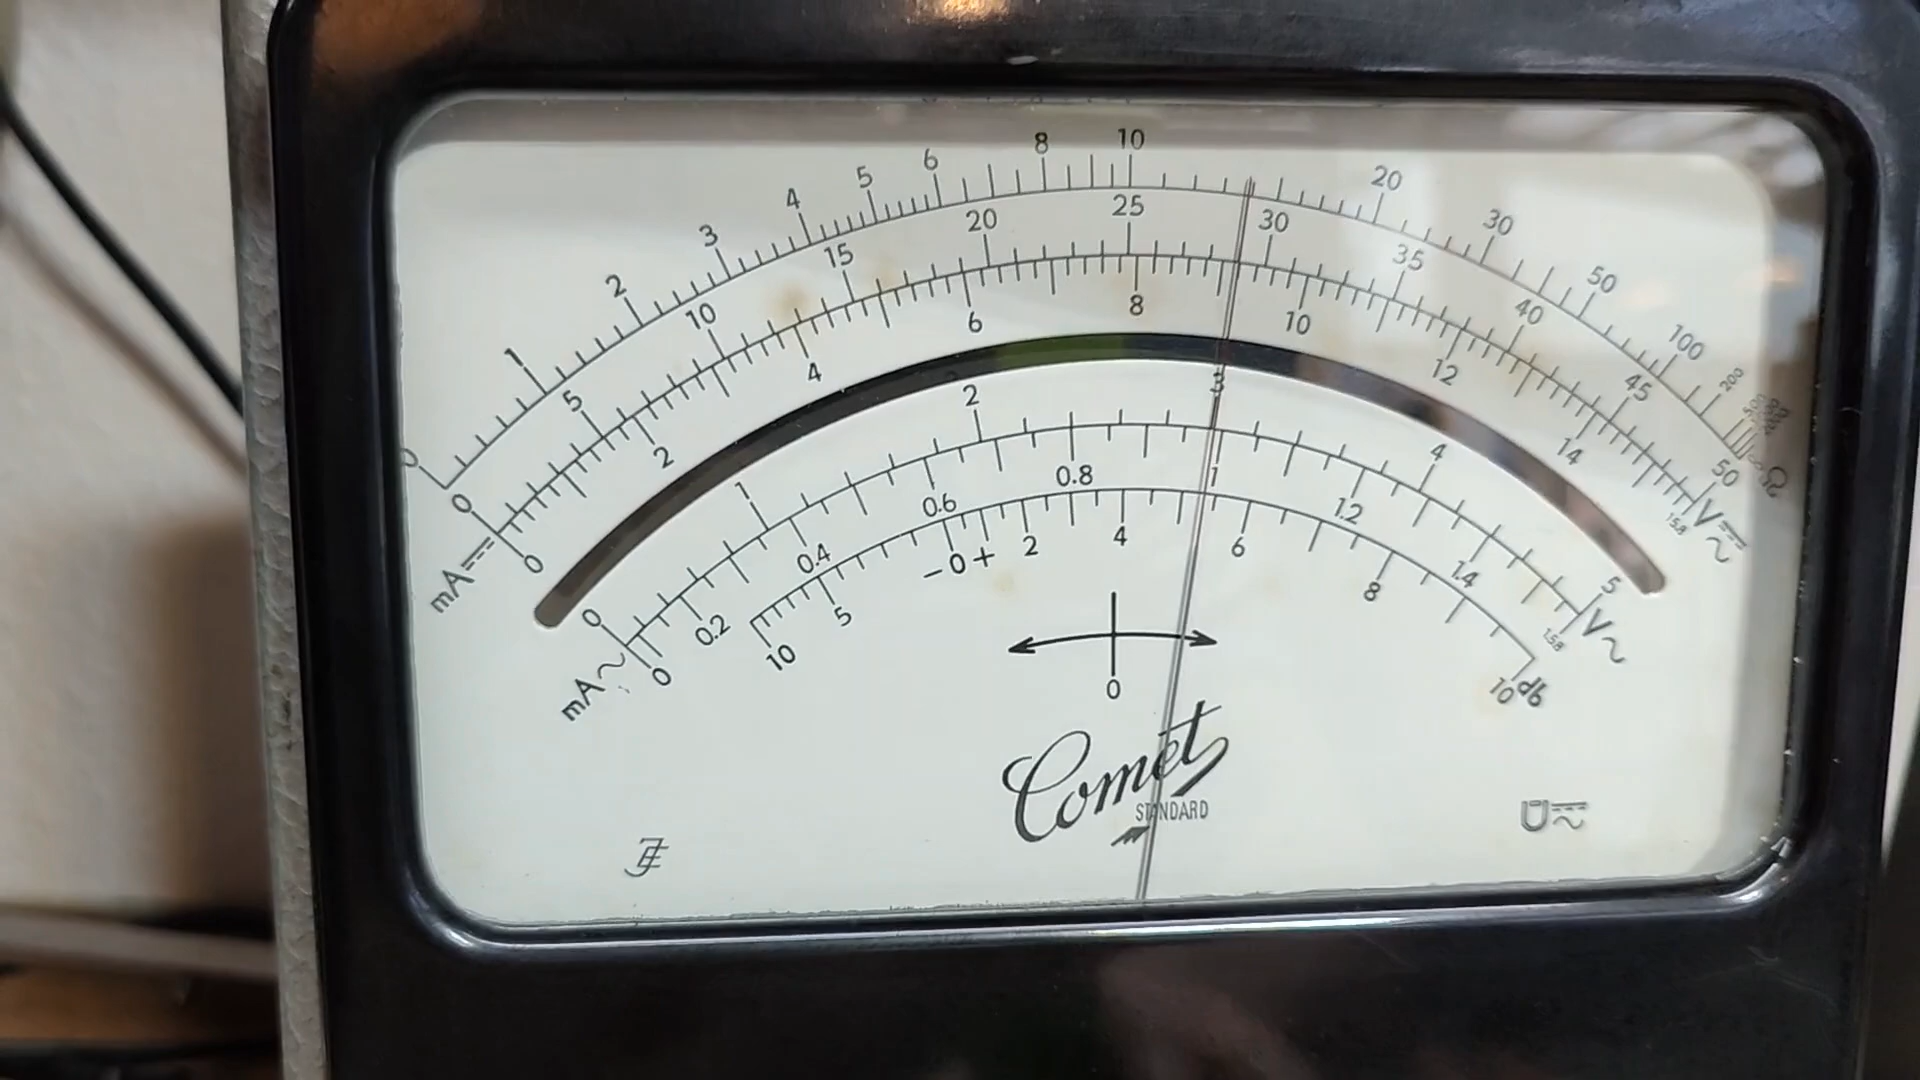 0 1 2 3 4 5 6 8 10 20 30 50 100 200 Ω
0 5 10 15 20 25 30 35 40 45 50 V
mA 0 2 4 6 8 10 12 14 15.8
0 1 2 3 4 5 V~
mA~ 0 0.2 0.4 0.6 0.8 1 1.2 1.4 1.58
10 5 -0+ 2 4 6 8 10 db
0
Comet
STANDARD